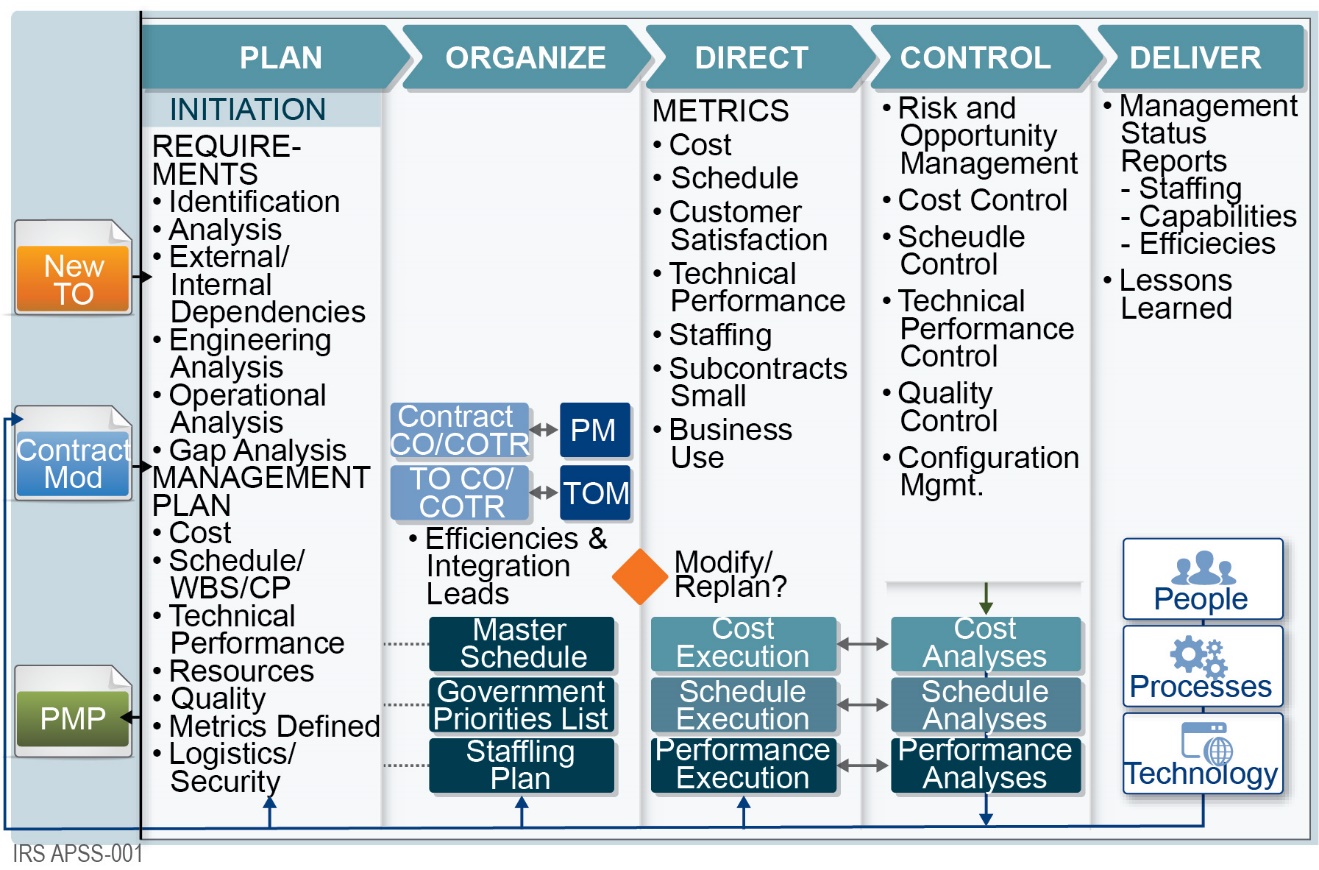 PLAN
ORGANIZE
DIRECT
CONTROL
DELIVER
New
TO
Contract
Mod
PMP
INITIATION
REQUIRE-
MENTS
• Identification
• Analysis
• External/
Internal
Dependencies
• Engineering
Analysis
• Operational
Analysis
• Gap Analysis
MANAGEMENT
PLAN
• Cost
• Schedule/
WBS/CP
• Technical
Performance
• Resources
• Quality
• Metrics Defined
• Logistics/
Security
Contract
CO/COTR
PM
TO CO/
COTR
TOM
• Efficiencies &
Integration
Leads
Master
Schedule
Government
Priorities List
Staffling
Plan
METRICS
• Cost
• Schedule
• Customer
Satisfaction
• Technical
Performance
• Staffing
• Subcontracts
Small
• Business
Use
Modify/
Replan?
Cost
Execution
Schedule
Execution
Performance
Execution
• Risk and
Opportunity
Management
• Cost Control
• Scheudle
Control
• Technical
Performance
Control
• Quality
Control
• Configuration
Mgmt.
Cost
Analyses
Schedule
Analyses
Performance
Analyses
• Management
Status
Reports
- Staffing
- Capabilities
- Efficiecies
• Lessons
Learned
People
Processes
Technology
IRS APSS-001